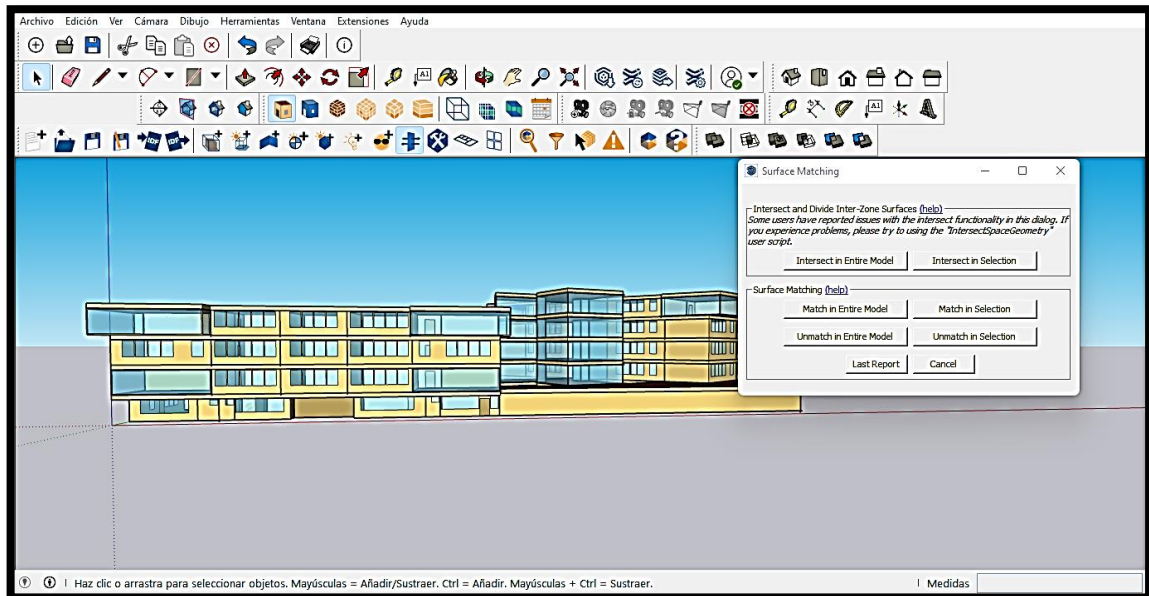 Archivo Edición Ver Cámara Dibujo Herramientas Ventana Extensiones Ayuda
A1
A1
IDF IDF
Surface Matching
Intersect and Divide Inter-Zone Surfaces (help)
Some users have reported issues with the intersect functionality in this dialog. If
you experience problems, please try to using the "IntersectSpaceGeometry"
user script.
Intersect in Entire Model Intersect in Selection
Surface Matching (help)
Match in Entire Model Match in Selection
Unmatch in Entire Model Unmatch in Selection
Last Report Cancel
Haz clic o arrastra para seleccionar objetos. Mayúsculas = Añadir/Sustraer. Ctrl = Añadir. Mayúsculas + Ctrl = Sustraer. Medidas